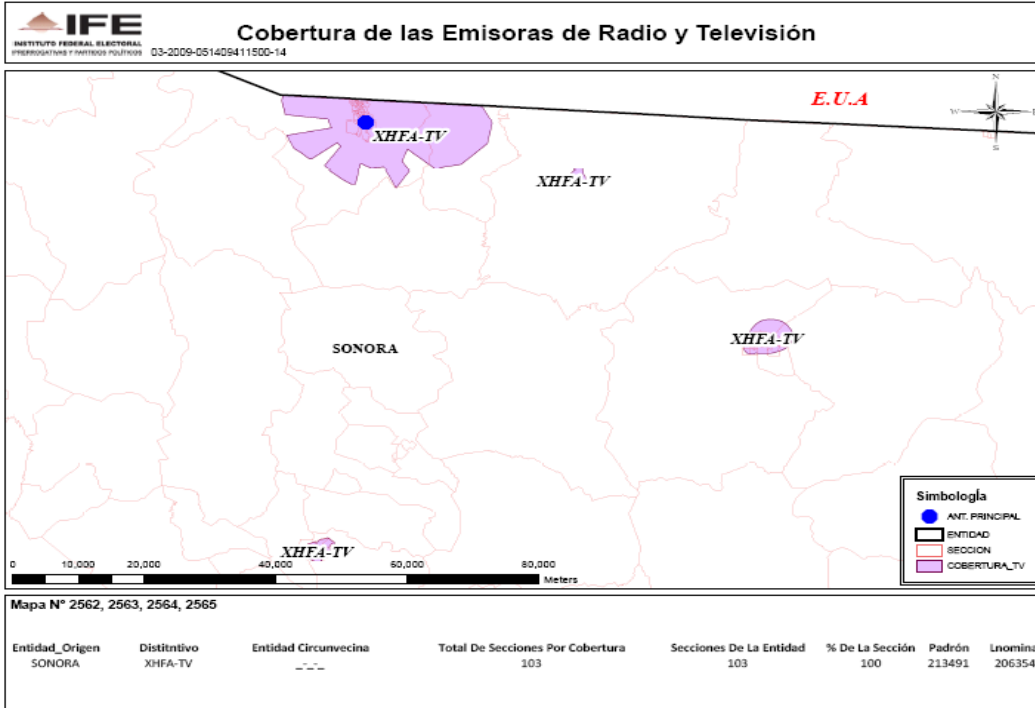 IFE
INSTITUTO FEDERAL ELECTORAL
PRERROGATIVAS Y PARTIDOS POLÍTICOS
03-2009-051409411500-14
Cobertura de las Emisoras de Radio y Televisión
E.U.A
N
W
S
XHFA-TV
XHFA-TV
XHFA-TV
SONORA
XHFA-TV
Simbología
ANT. PRINCIPAL
ENTIDAD
SECCION
COBERTURA_TV
0 10,000 20,000 40,000 60,000 80,000
Meters
Mapa N° 2562, 2563, 2564, 2565
Entidad_Origen Distitntivo Entidad Circunvecina Total De Secciones Por Cobertura Secciones De La Entidad % De La Sección Padrón Lnomina
SONORA XHFA-TV _-_-_ 103 103 100 213491 206354